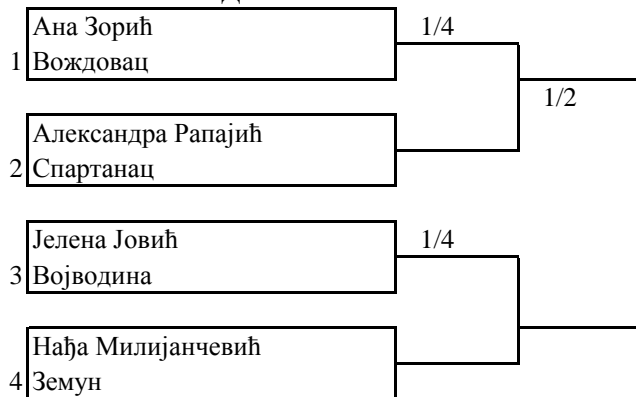 Ана Зорић 1/4
1 Вождовац
1/2
Александра Рапајић
2 Спартанац
Јелена Јовић 1/4
3 Војводина
Нађа Милијанчевић
4 Земун